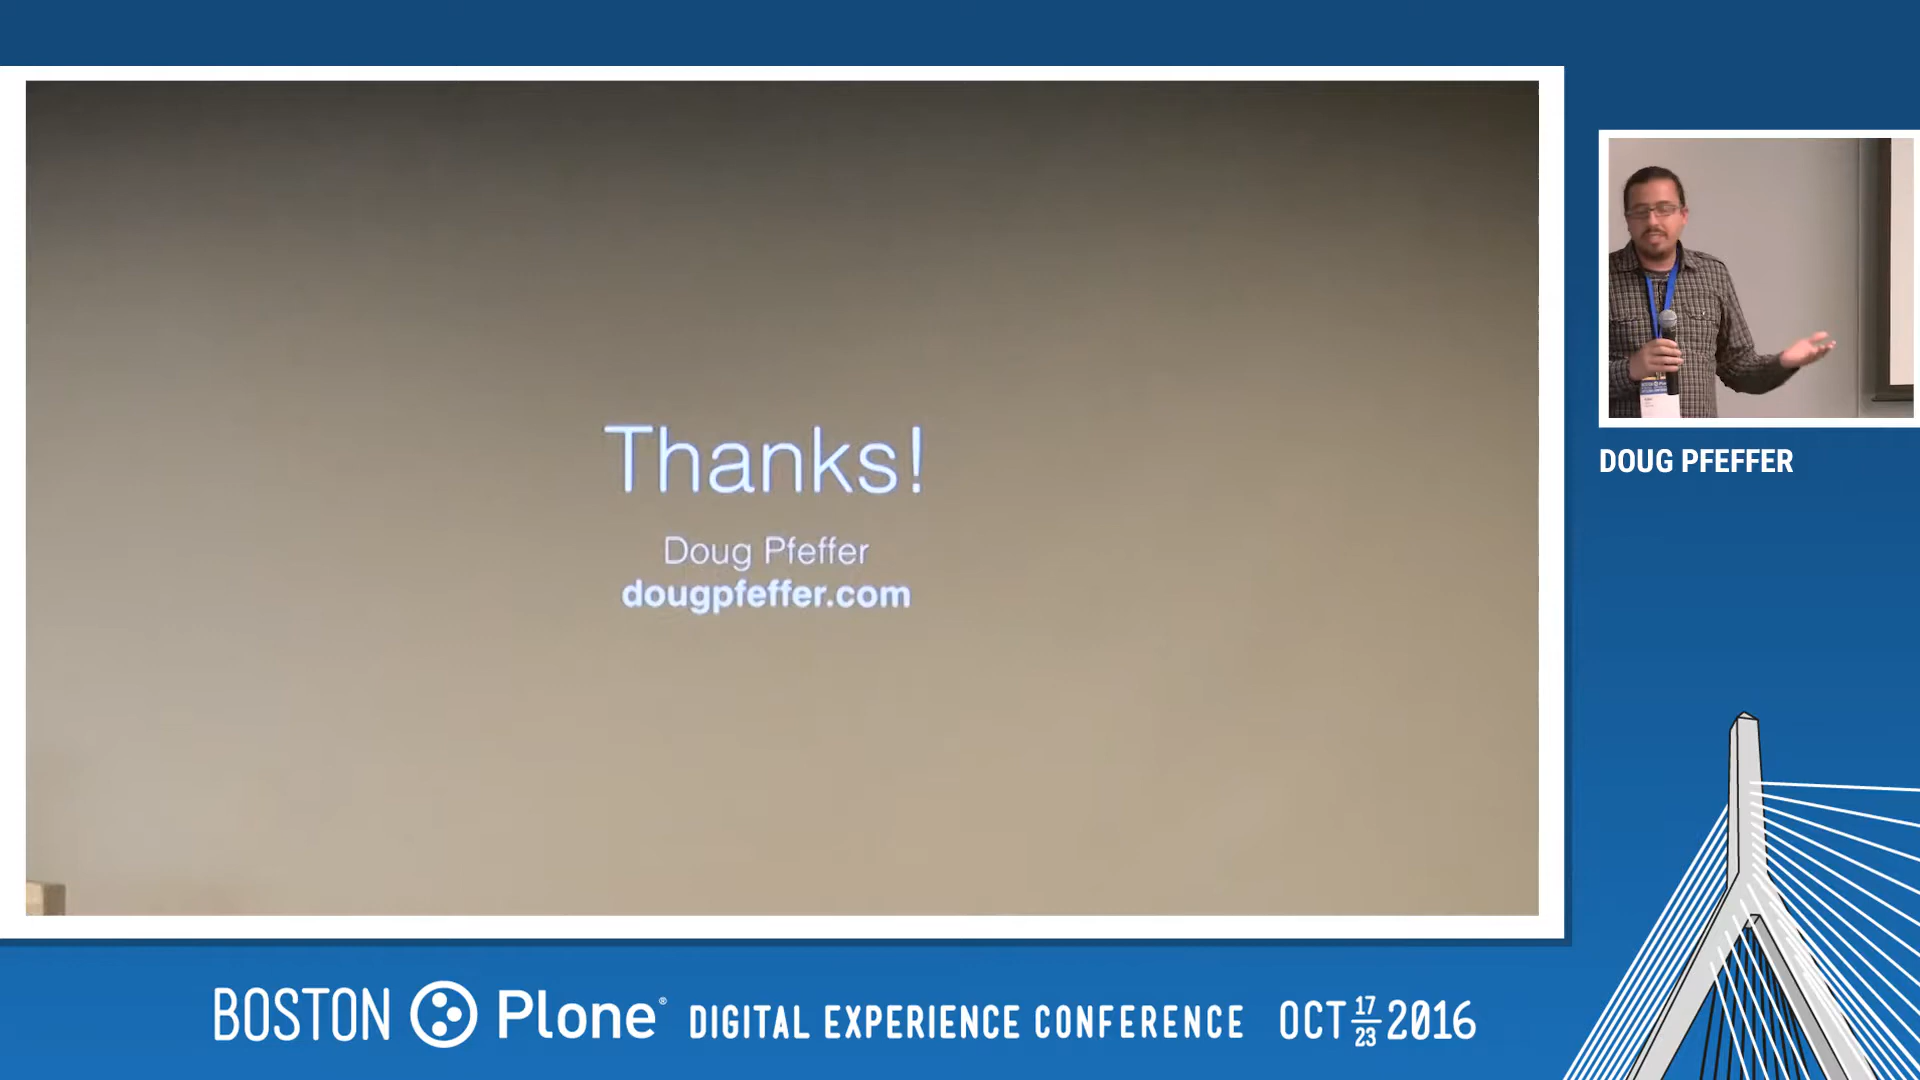 Thanks!
Doug Pfeffer
dougpfeffer.com
DOUG PFEFFER
BOSTON Plone® DIGITAL EXPERIENCE CONFERENCE OCT 17 23 2016